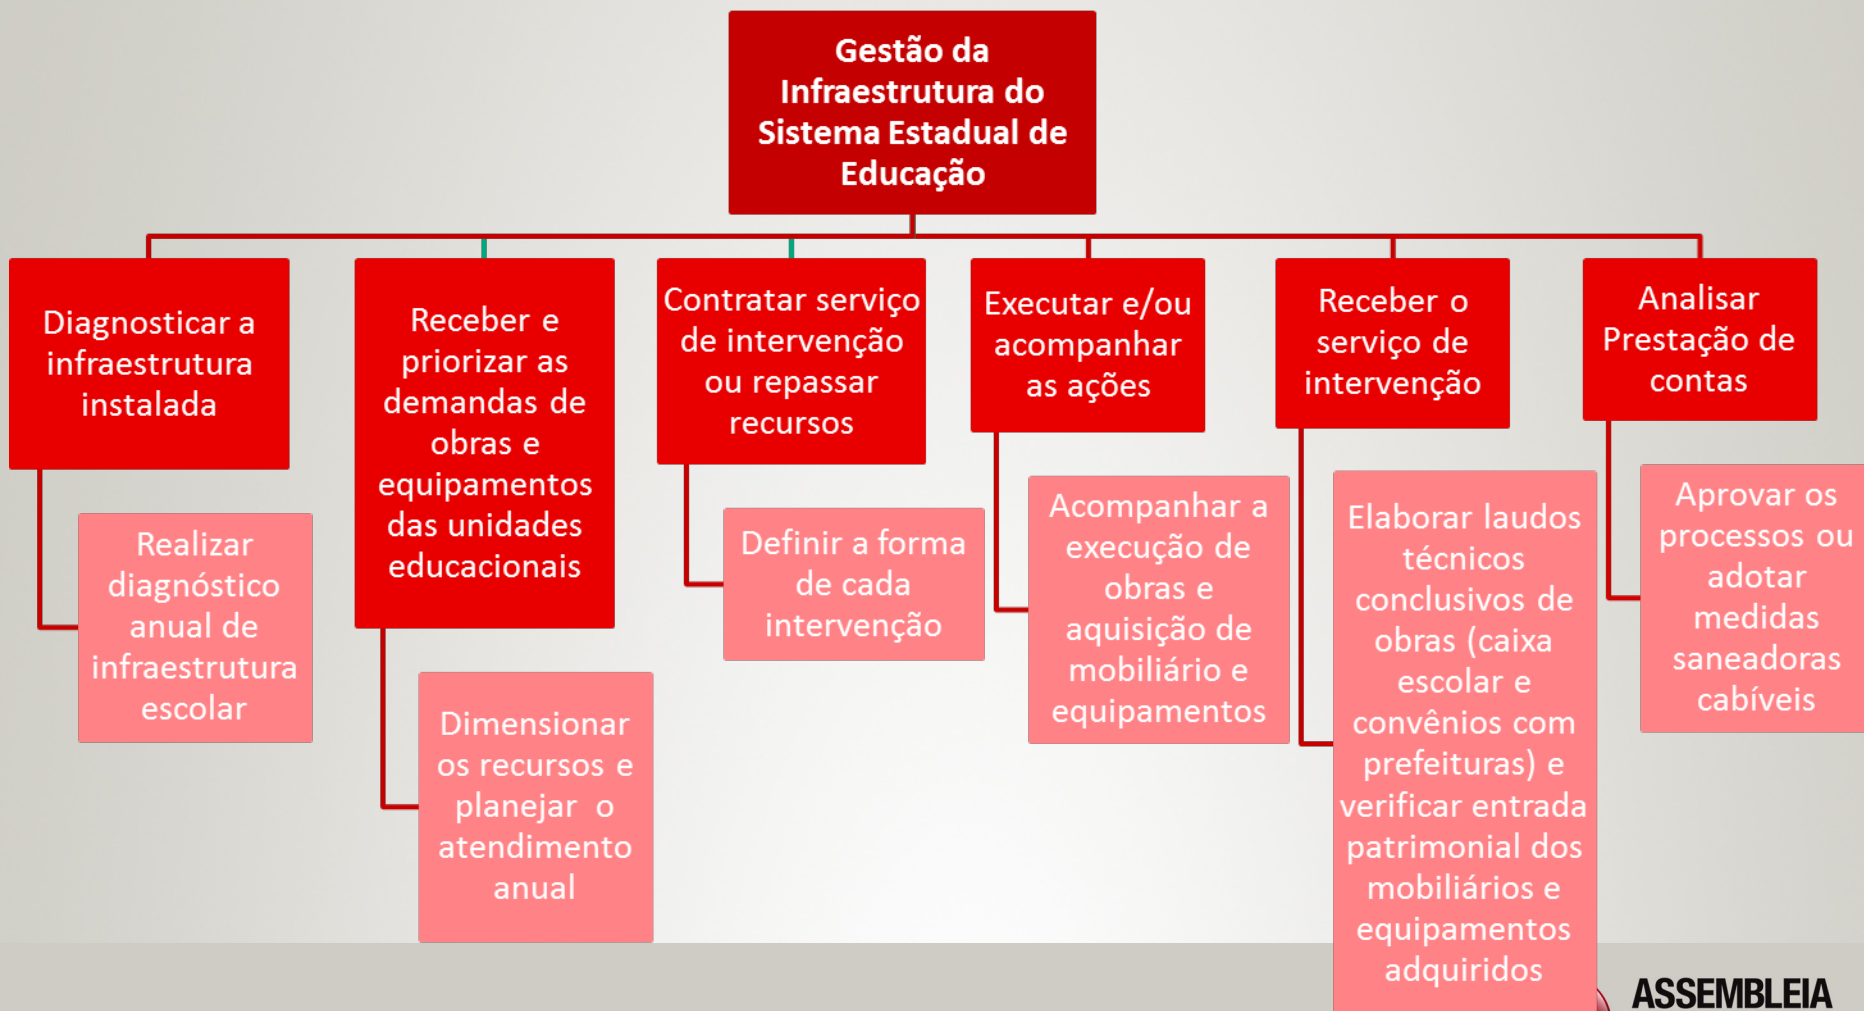 Gestão da
Infraestrutura do
Sistema Estadual de
Educação
Diagnosticar a
infraestrutura
instalada
Realizar
diagnóstico
anual de
infraestrutura
escolar
Receber e
priorizar as
demandas de
obras e
equipamentos
das unidades
educacionais
Dimensionar
os recursos e
planejar o
atendimento
anual
Contratar serviço
de intervenção
ou repassar
recursos
Definir a forma
de cada
intervenção
Executar e/ou
acompanhar
as ações
Acompanhar a
execução de
obras e
aquisição de
mobiliário e
equipamentos
Receber o
serviço de
intervenção
Elaborar laudos
técnicos
conclusivos de
obras (caixa
escolar e
convênios com
prefeituras) e
verificar entrada
patrimonial dos
mobiliários e
equipamentos
adquiridos
Analisar
Prestação de
contas
Aprovar os
processos ou
adotar
medidas
saneadoras
cabíveis
ASSEMBLEIA